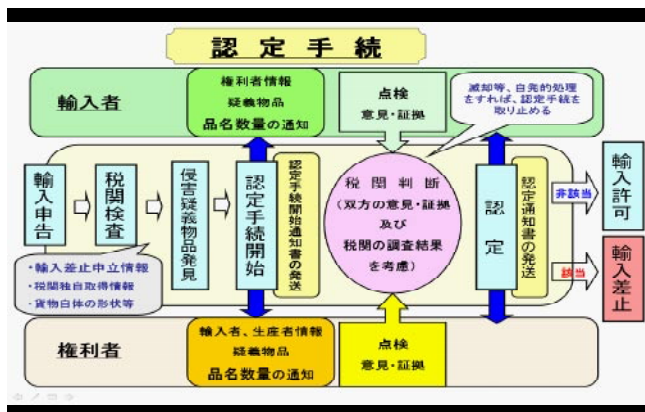 認定手続
輸入者
権利者情報
疑義物品
品名数量の通知
点検
意見・証拠
滅却等、自発的処理
をすれば、認定手続を
取り止める
輸入申告
税関検査
侵害疑義物品発見
認定手続開始
認定手続開始通知書の発送
税関判断
(双方の意見・証拠
及び
税関の調査結果
を考慮)
認定
認定通知書の発送
非該当
輸入許可
該当
輸入差止
・輸入差止申立情報
・税関独自取得情報
・貨物自体の形状等
権利者
輸入者、生産者情報
疑義物品
品名数量の通知
点検
意見・証拠